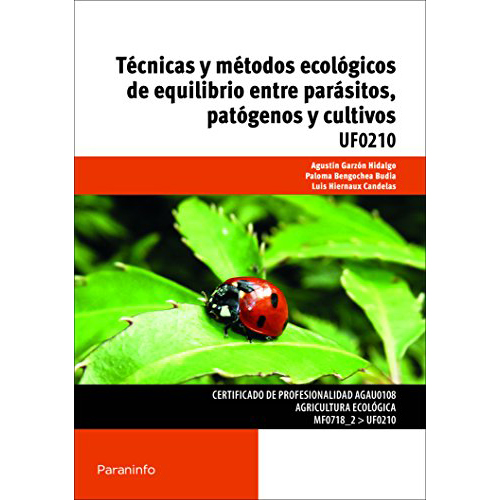 Técnicas y métodos ecológicos
de equilibrio entre parásitos,
patógenos y cultivos
UF0210
Agustín Garzón Hidalgo
Paloma Bengochea Budia
Luis Hiernaux Candelas
CERTIFICADO DE PROFESIONALIDAD AGAU0108
AGRICULTURA ECOLÓGICA
MF0718_2 > UF0210
Paraninfo